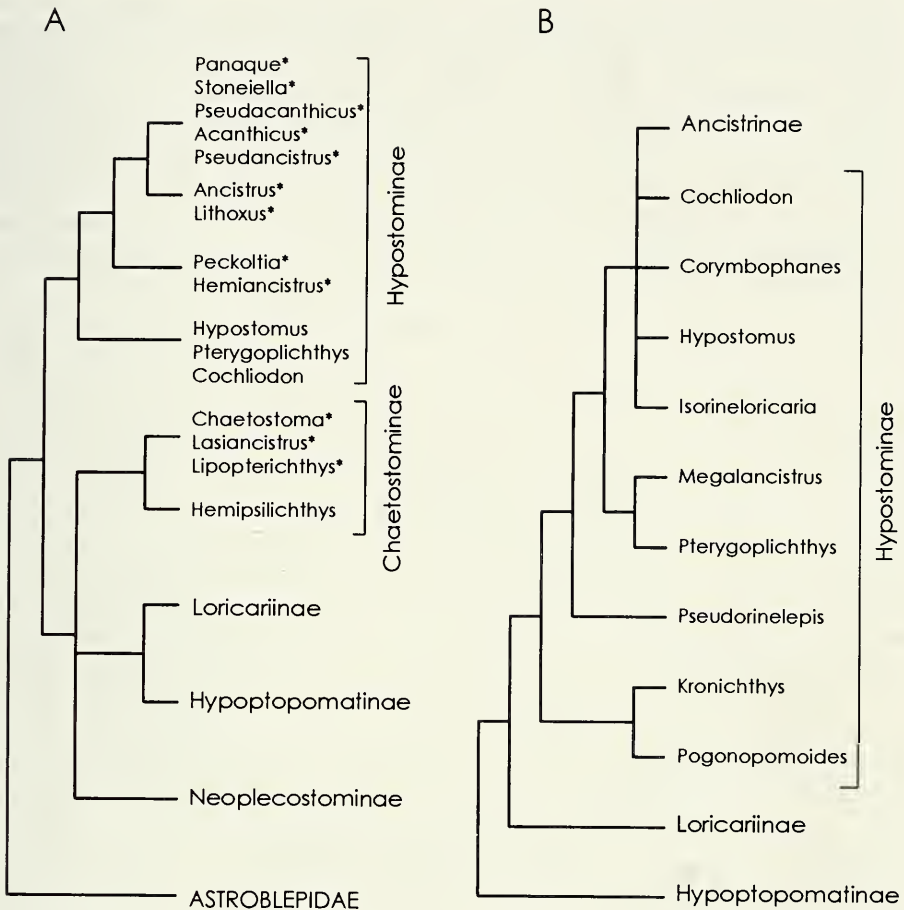 A
Panaque*
Stoneiella*
Pseudacanthicus*
Acanthicus*
Pseudancistrus*
Ancistrus*
Lithoxus*
Peckoltia*
Hemiancistrus*
Hypostomus
Pterygoplichthys
Cochliodon
Hypostominae
Chaetostoma*
Lasiancistrus*
Lipopterichthys*
Hemipsilichthys
Chaetostominae
Loricariinae
Hypoptopomatinae
Neoplecostominae
ASTROBLEPIDAE
B
Ancistrinae
Cochliodon
Corymbophanes
Hypostomus
Isorineloricaria
Megalancistrus
Pterygoplichthys
Pseudorinelepis
Kronichthys
Pogonopomoides
Hypostominae
Loricariinae
Hypoptopomatinae